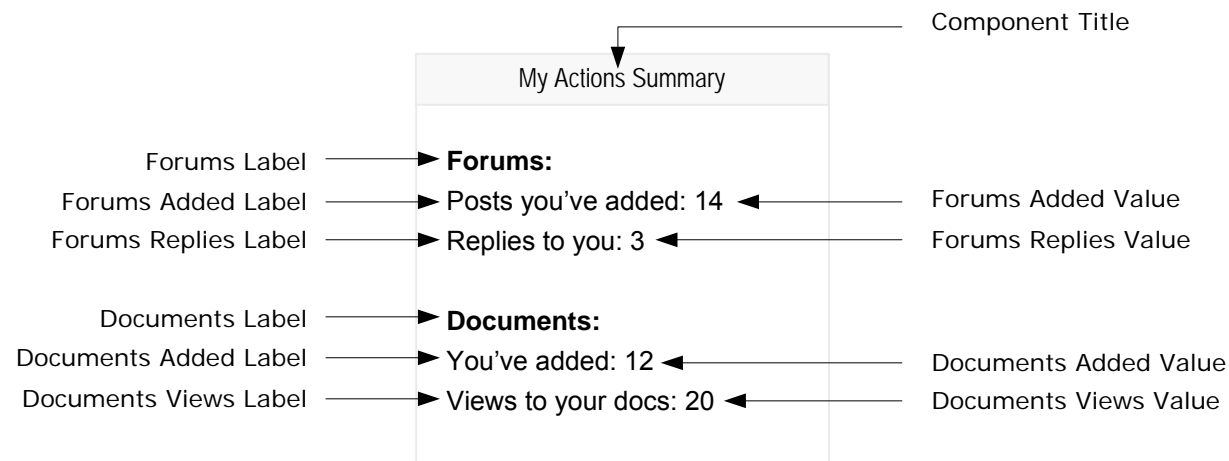 Component Title
My Actions Summary
Forums Label
Forums:
Forums Added Label
Posts you’ve added: 14
Forums Added Value
Forums Replies Label
Replies to you: 3
Forums Replies Value
Documents Label
Documents:
Documents Added Label
You’ve added: 12
Documents Added Value
Documents Views Label
Views to your docs: 20
Documents Views Value